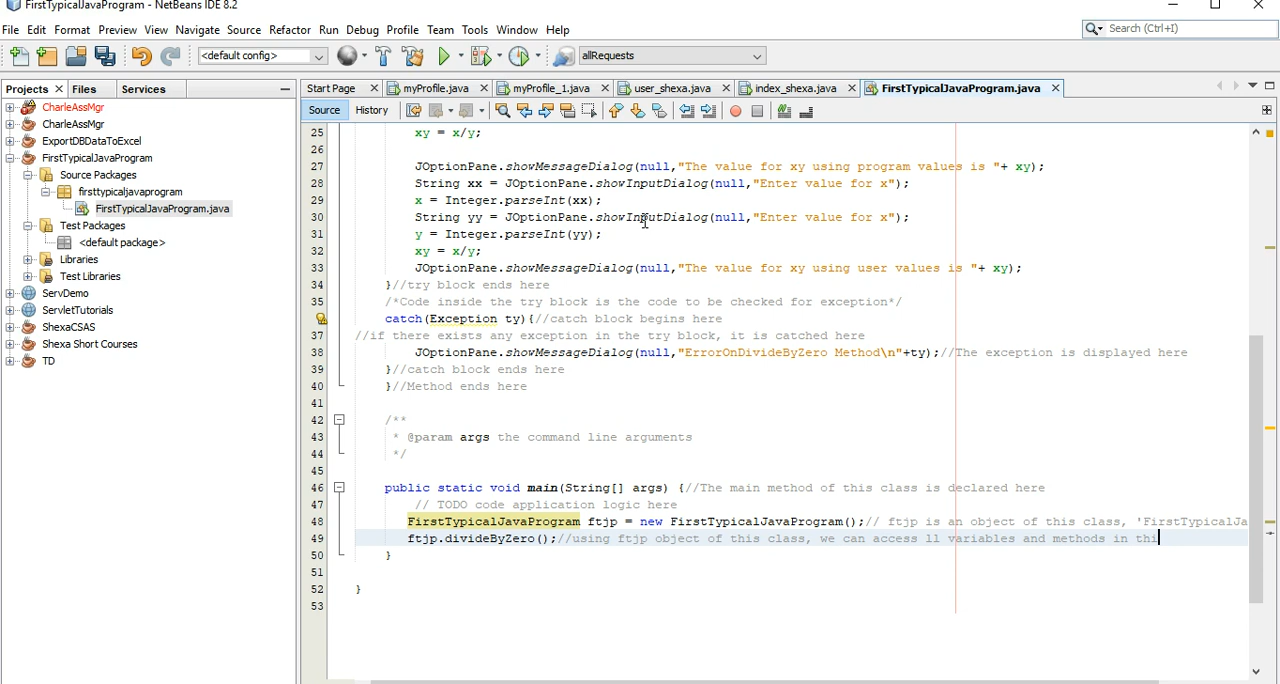 FirstTypicalJavaProgram - NetBeans IDE 8.2
File Edit Format Preview View Navigate Source Refactor Run Debug Profile Team Tools Window Help
Search (Ctrl+I)
<default config> allRequests
Projects Files Services
Start Page myProfile.java myProfile_1.java user_shexa.java index_shexa.java FirstTypicalJavaProgram.java
Source History
CharleAssMgr
CharleAssMgr
ExportDBDataToExcel
FirstTypicalJavaProgram
Source Packages
firsttypicaljavaprogram
FirstTypicalJavaProgram.java
Test Packages
<default package>
Libraries
Test Libraries
ServDemo
ServletTutorials
ShexaCSAS
Shexa Short Courses
TD
25 xy = x/y;
26
27 JOptionPane.showMessageDialog(null,"The value for xy using program values is "+ xy);
28 String xx = JOptionPane.showInputDialog(null,"Enter value for x");
29 x = Integer.parseInt(xx);
30 String yy = JOptionPane.showInputDialog(null,"Enter value for x");
31 y = Integer.parseInt(yy);
32 xy = x/y;
33 JOptionPane.showMessageDialog(null,"The value for xy using user values is "+ xy);
34 }//try block ends here
35 /*Code inside the try block is the code to be checked for exception*/
catch(Exception ty){//catch block begins here
37 //if there exists any exception in the try block, it is catched here
38 JOptionPane.showMessageDialog(null,"ErrorOnDivideByZero Method\n"+ty);//The exception is displayed here
39 }//catch block ends here
40 }//Method ends here
41
42 /**
43 * @param args the command line arguments
44 */
45
46 public static void main(String[] args) {//The main method of this class is declared here
47 // TODO code application logic here
48 FirstTypicalJavaProgram ftjp = new FirstTypicalJavaProgram();// ftjp is an object of this class, 'FirstTypicalJa
49 ftjp.divideByZero();//using ftjp object of this class, we can access ll variables and methods in thi
50 }
51
52 }
53